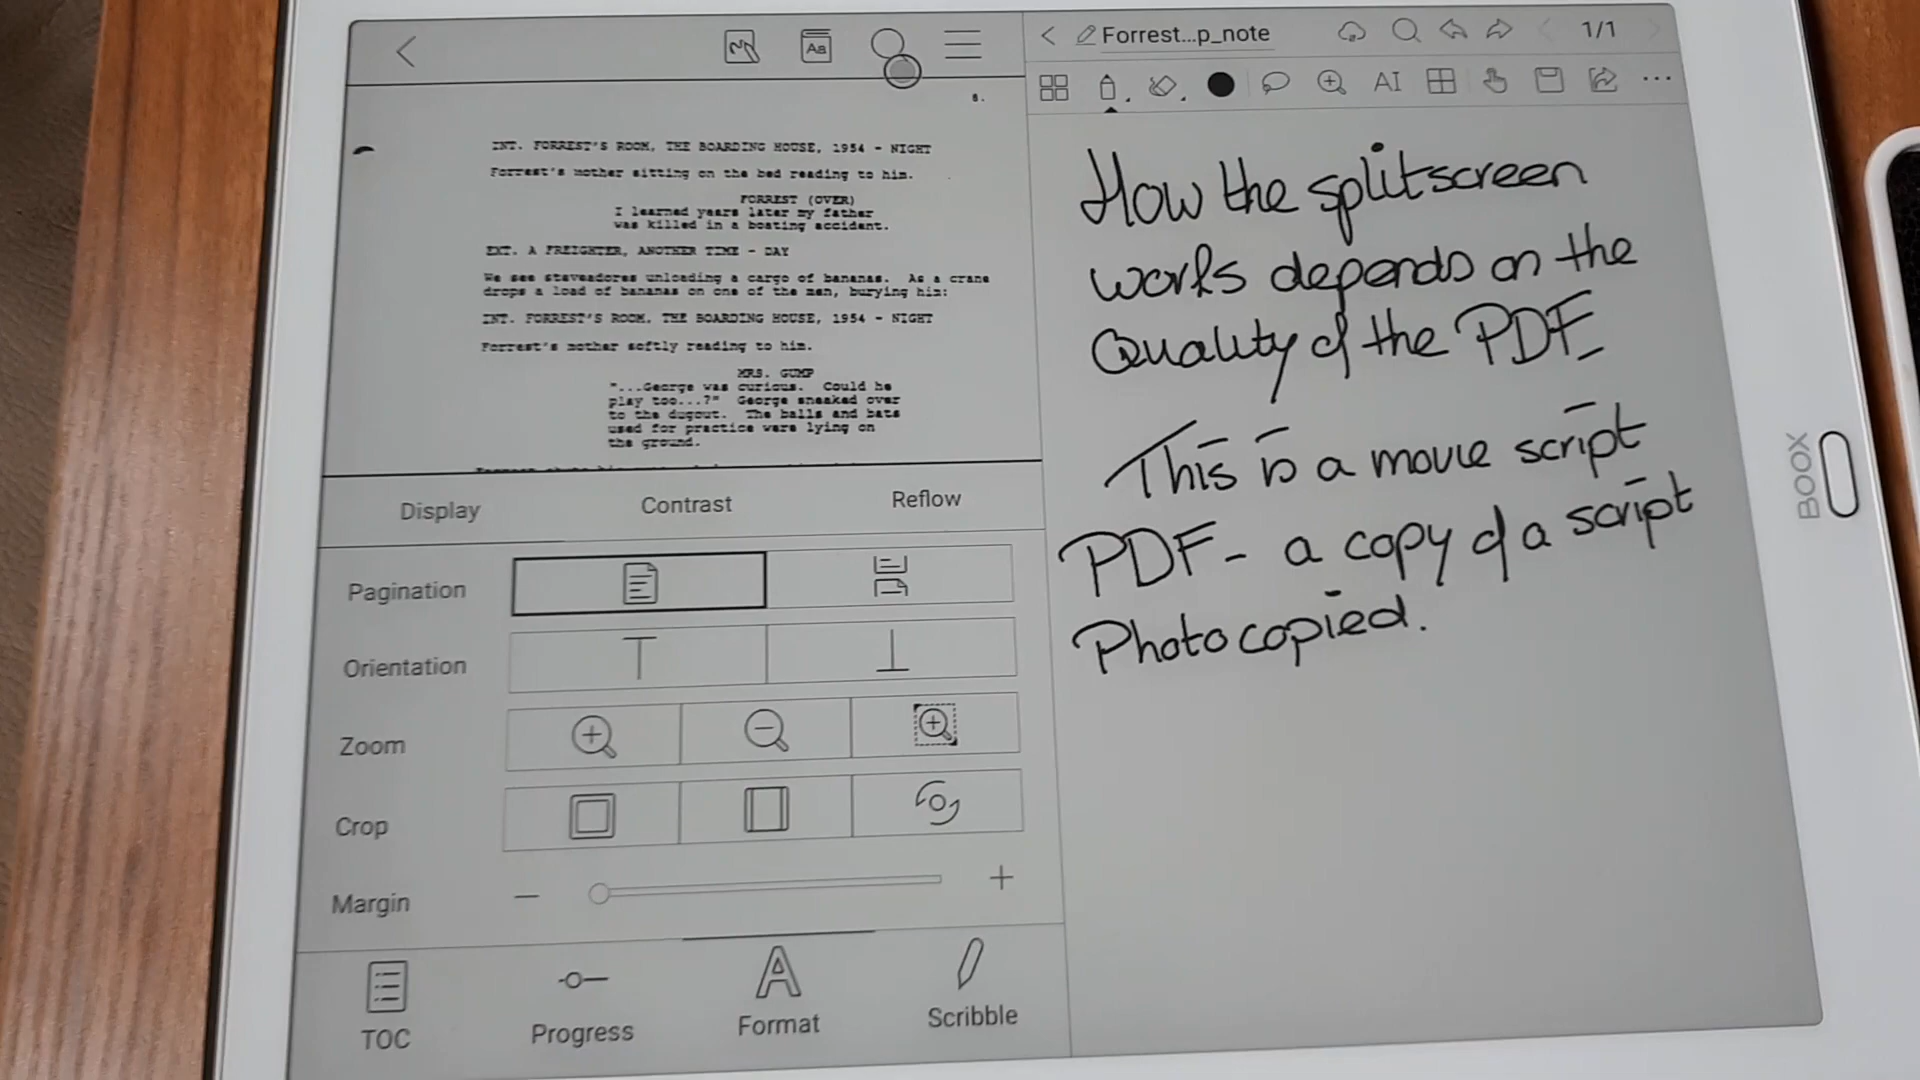 Forrest...p_note
1/1
AI
Aa
INT. FORREST'S ROOM, THE BOARDING HOUSE, 1954 - NIGHT
Forrest's mother sitting on the bed reading to him.
FORREST (OVER)
I learned years later my father
was killed in a boating accident.
EXT. A FREIGHTER, ANOTHER TIME - DAY
We see stevedores unloading a cargo of bananas. As a crane
drops a load of bananas on one of the men, burying him:
INT. FORREST'S ROOM, THE BOARDING HOUSE, 1954 - NIGHT
Forrest's mother softly reading to him.
MRS. GUMP
"...George was curious. Could he
play too...?" George sneaked over
to the dugout. The balls and bats
used for practice were lying on
the ground.
Display Contrast Reflow
Pagination
Orientation
Zoom
Crop
Margin
TOC Progress Format Scribble
How the splitscreen
works depends on the
Quality of the PDF
This is a movie script
PDF - a copy of a script
Photocopied.
BOOX